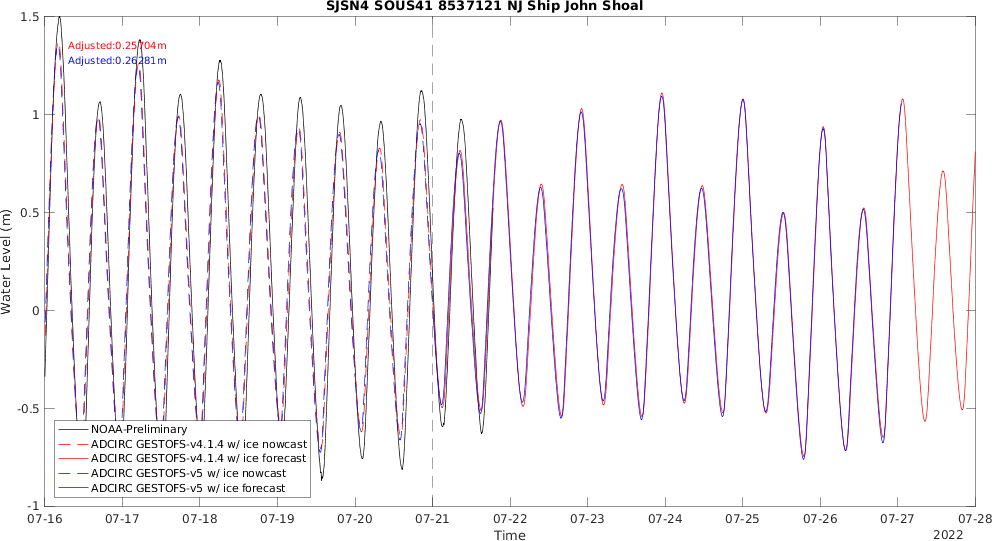 SJSN4 SOUS41 8537121 NJ Ship John Shoal
Adjusted:0.25704m
Adjusted:0.26281m
Water Level (m)
1.5
1
0.5
0
-0.5
-1
NOAA-Preliminary
ADCIRC GESTOFS-v4.1.4 w/ ice nowcast
ADCIRC GESTOFS-v4.1.4 w/ ice forecast
ADCIRC GESTOFS-v5 w/ ice nowcast
ADCIRC GESTOFS-v5 w/ ice forecast
07-16 07-17 07-18 07-19 07-20 07-21 07-22 07-23 07-24 07-25 07-26 07-27 07-28
Time
2022